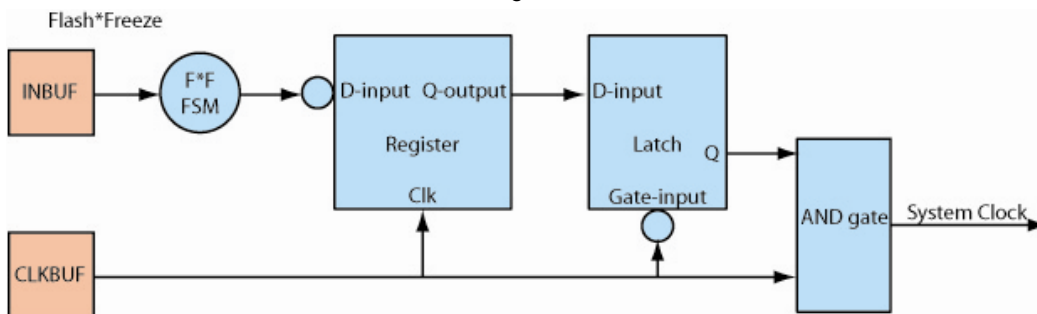 Flash*Freeze
INBUF
F*F
FSM
D-input Q-output
Register
Clk
D-input
Latch
Q
Gate-input
AND gate
System Clock
CLKBUF